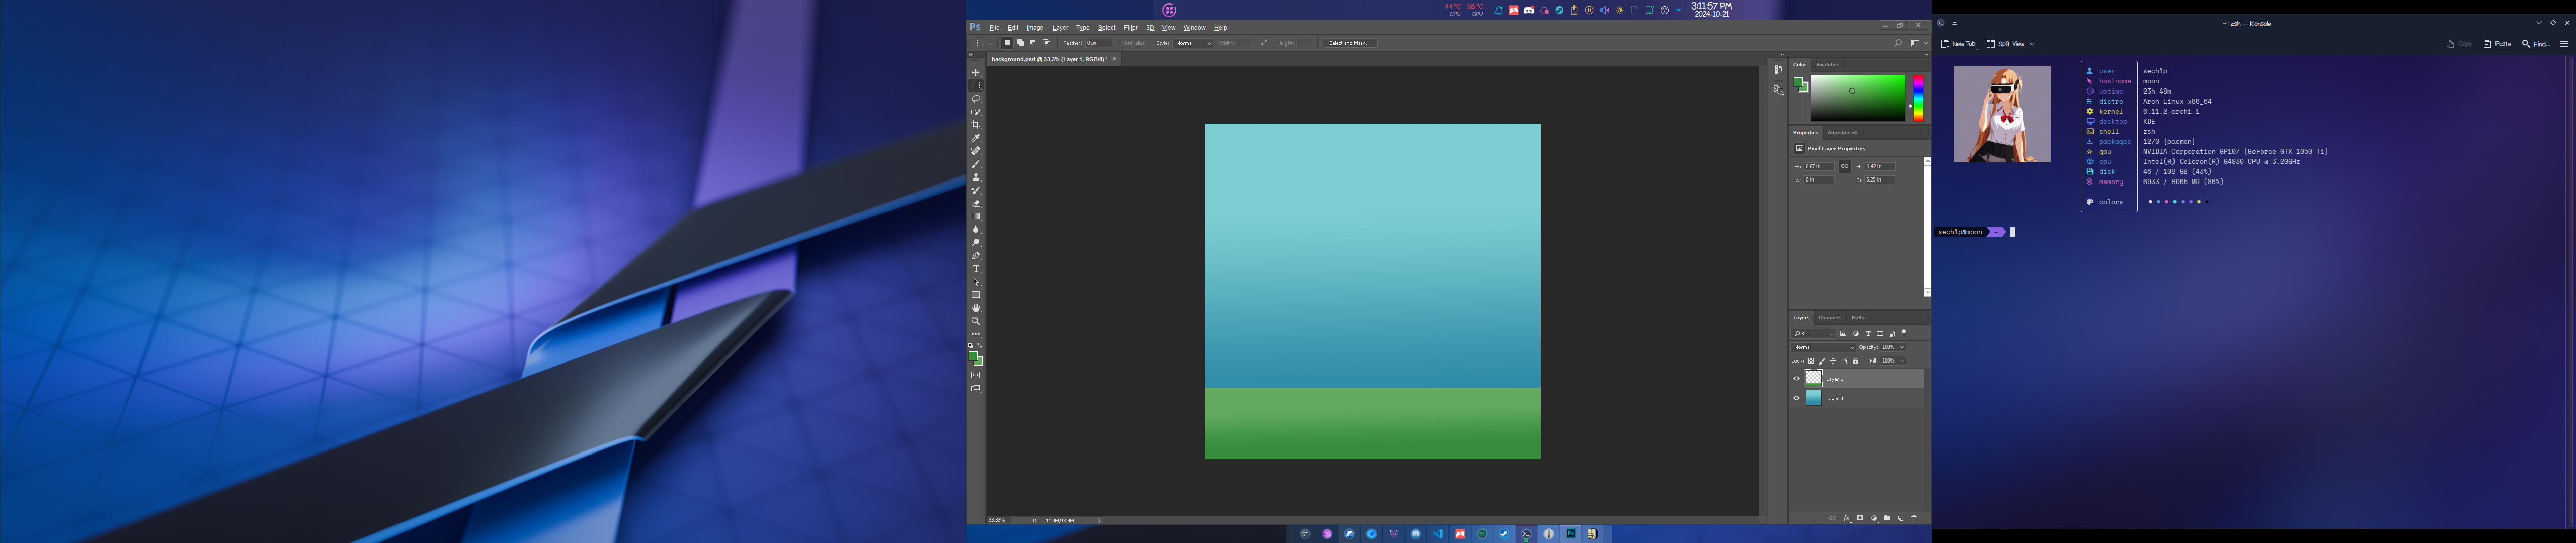 44 °C 58 °C
CPU GPU
3:11:57 PM
2024-10-21
Ps File Edit Image Layer Type Select Filter 3D View Window Help
Feather: 0 px Anti-alias Style: Normal Width: Height: Select and Mask...
background.psd @ 33.3% (Layer 1, RGB/8) *
Color Swatches
Properties Adjustments
Pixel Layer Properties
W: 6.67 in H: 1.42 in
X: 0 in Y: 5.25 in
Layers Channels Paths
Kind
Normal Opacity: 100%
Lock: Fill: 100%
Layer 1
Layer 0
33.33% Doc: 11.4M/13.9M
~ : zsh — Konsole
New Tab Split View Copy Paste Find...
user sech1p
hostname moon
uptime 23h 48m
distro Arch Linux x86_64
kernel 6.11.2-arch1-1
desktop KDE
shell zsh
packages 1270 [pacman]
gpu NVIDIA Corporation GP107 [GeForce GTX 1050 Ti]
cpu Intel(R) Celeron(R) G4930 CPU @ 3.20GHz
disk 46 / 108 GB (43%)
memory 6933 / 8065 MB (86%)
colors
sech1p@moon ~